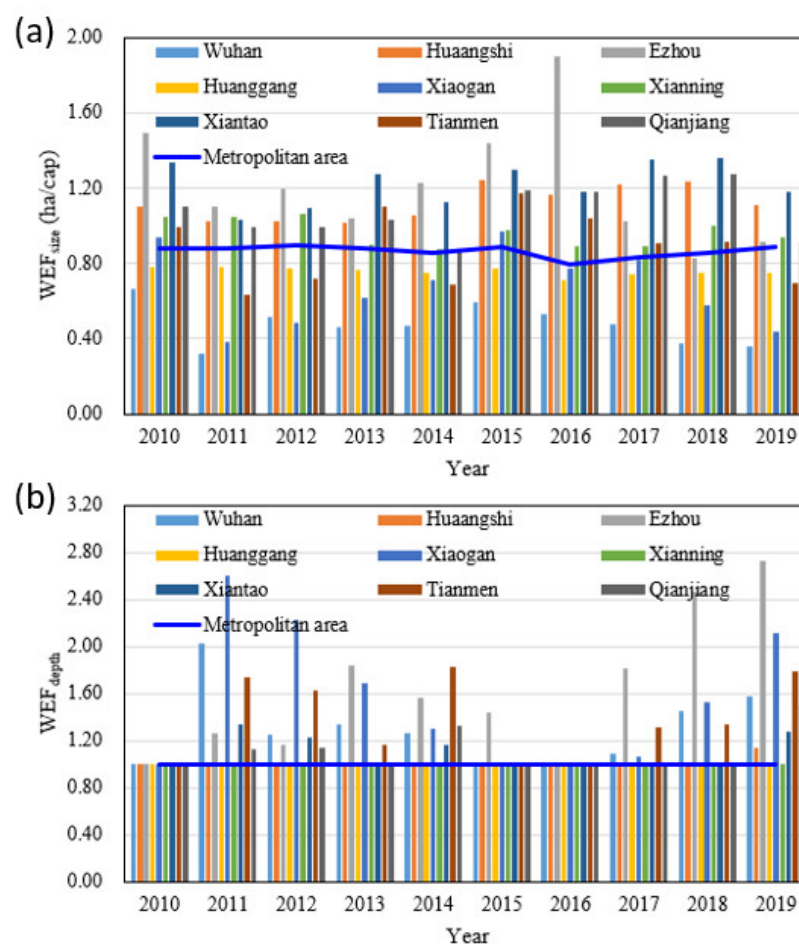 (a)
2.00
Wuhan Huaangshi Ezhou
Huanggang Xiaogan Xianning
1.60
Xiantao Tianmen Qianjiang
Metropolitan area
1.20
0.80
0.40
0.00
WEFsize (ha/cap)
2010 2011 2012 2013 2014 2015 2016 2017 2018 2019
Year
(b)
3.20
Wuhan Huaangshi Ezhou
2.80
Huanggang Xiaogan Xianning
2.40
Xiantao Tianmen Qianjiang
Metropolitan area
2.00
1.60
1.20
0.80
0.40
0.00
WEFdepth
2010 2011 2012 2013 2014 2015 2016 2017 2018 2019
Year